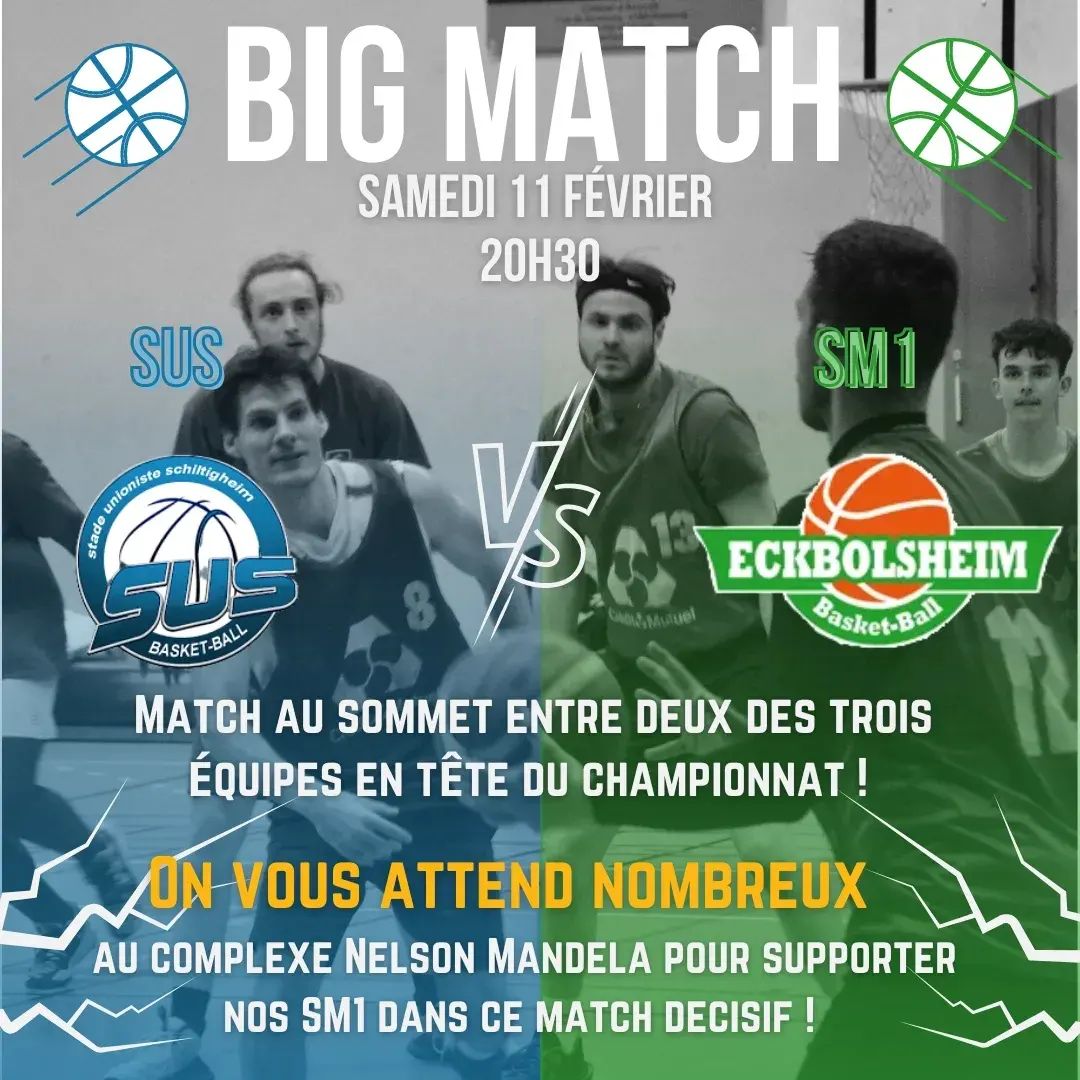 BIG MATCH
SAMEDI 11 FÉVRIER
20H30
SUS
SM1
VS
stade unioniste schiltigheim
SUS
BASKET-BALL
8
13
ECKBOLSHEIM
Basket-Ball
MATCH AU SOMMET ENTRE DEUX DES TROIS
ÉQUIPES EN TÊTE DU CHAMPIONNAT !
ON VOUS ATTEND NOMBREUX
AU COMPLEXE NELSON MANDELA POUR SUPPORTER
NOS SM1 DANS CE MATCH DECISIF !